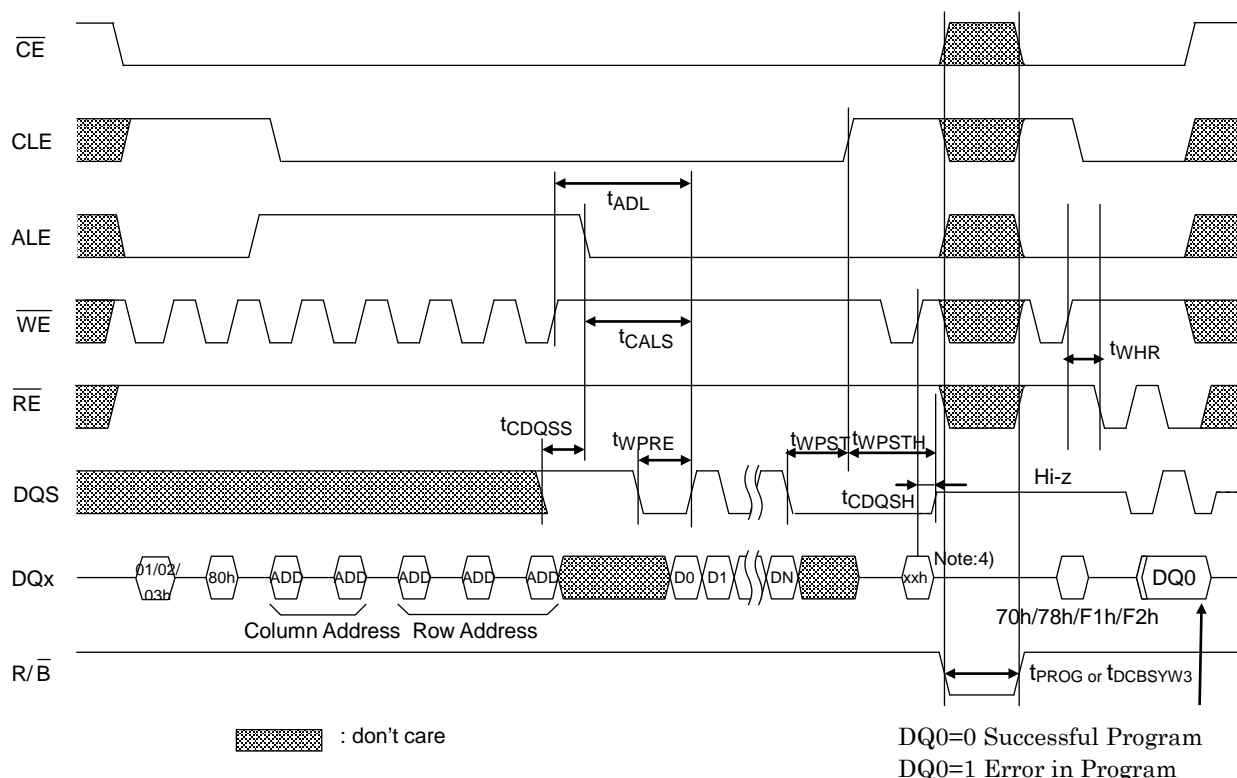 CE
CLE
tADL
ALE
WE
tCALS
tWHR
RE
tCDQSS
tWPRE
tWPST
tWPSTH
DQS
Hi-z
tCDQSH
DQx
01/02/
03h
80h
ADD
ADD
ADD
ADD
ADD
D0
D1
DN
xxh
Note:4)
DQ0
Column Address
Row Address
70h/78h/F1h/F2h
R/B
tPROG or tDCBSYW3
: don't care
DQ0=0 Successful Program
DQ0=1 Error in Program